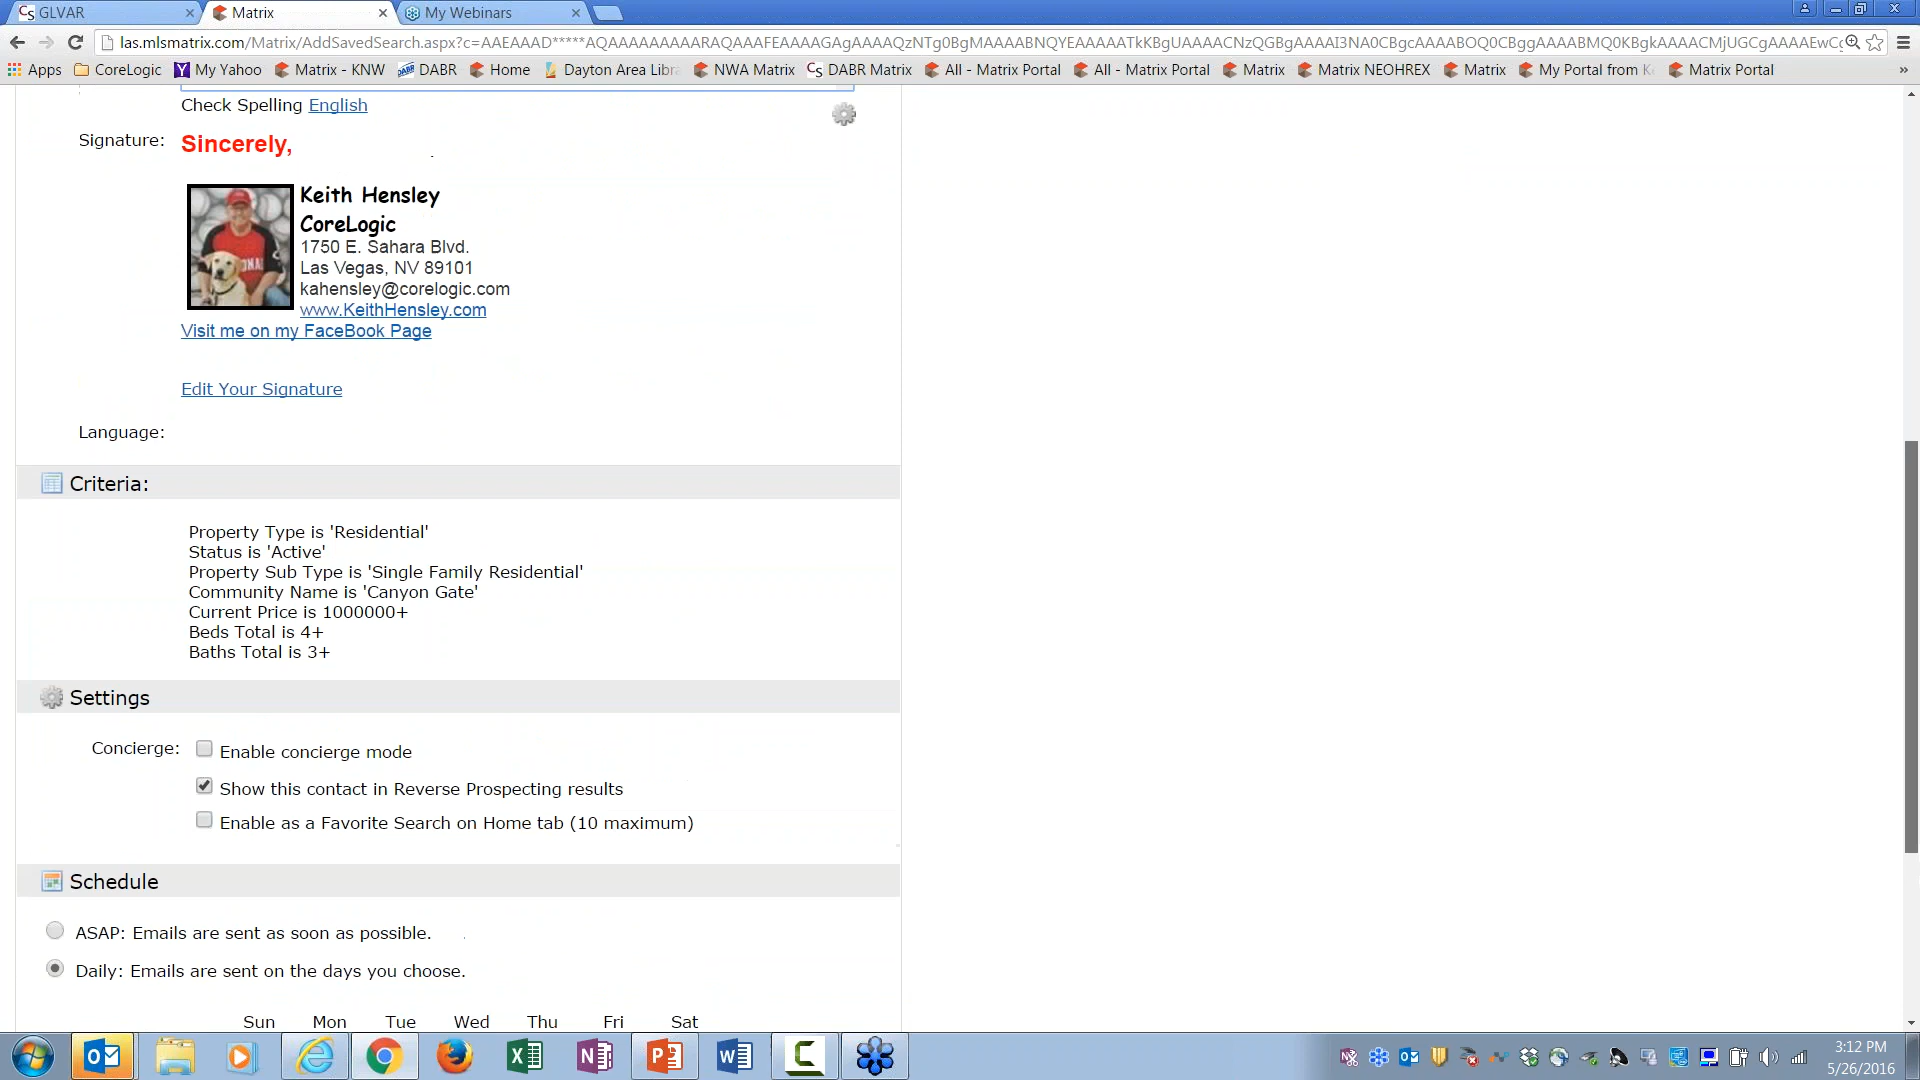 GLVAR
Matrix
My Webinars
las.mlsmatrix.com/Matrix/AddSavedSearch.aspx?c=
Apps
CoreLogic
My Yahoo
Matrix - KNW
DABR
Home
Dayton Area Libr
NWA Matrix
DABR Matrix
All - Matrix Portal
All - Matrix Portal
Matrix
Matrix NEOHREX
Matrix
My Portal from K
Matrix Portal
»
Check Spelling English
Signature:
Sincerely,
Keith Hensley
CoreLogic
1750 E. Sahara Blvd.
Las Vegas, NV 89101
kahensley@corelogic.com
www.KeithHensley.com
Visit me on my FaceBook Page
Edit Your Signature
Language:
Criteria:
Property Type is 'Residential'
Status is 'Active'
Property Sub Type is 'Single Family Residential'
Community Name is 'Canyon Gate'
Current Price is 1000000+
Beds Total is 4+
Baths Total is 3+
Settings
Concierge:
Enable concierge mode
Show this contact in Reverse Prospecting results
Enable as a Favorite Search on Home tab (10 maximum)
Schedule
ASAP: Emails are sent as soon as possible.
Daily: Emails are sent on the days you choose.
Sun Mon Tue Wed Thu Fri Sat
3:12 PM
5/26/2016